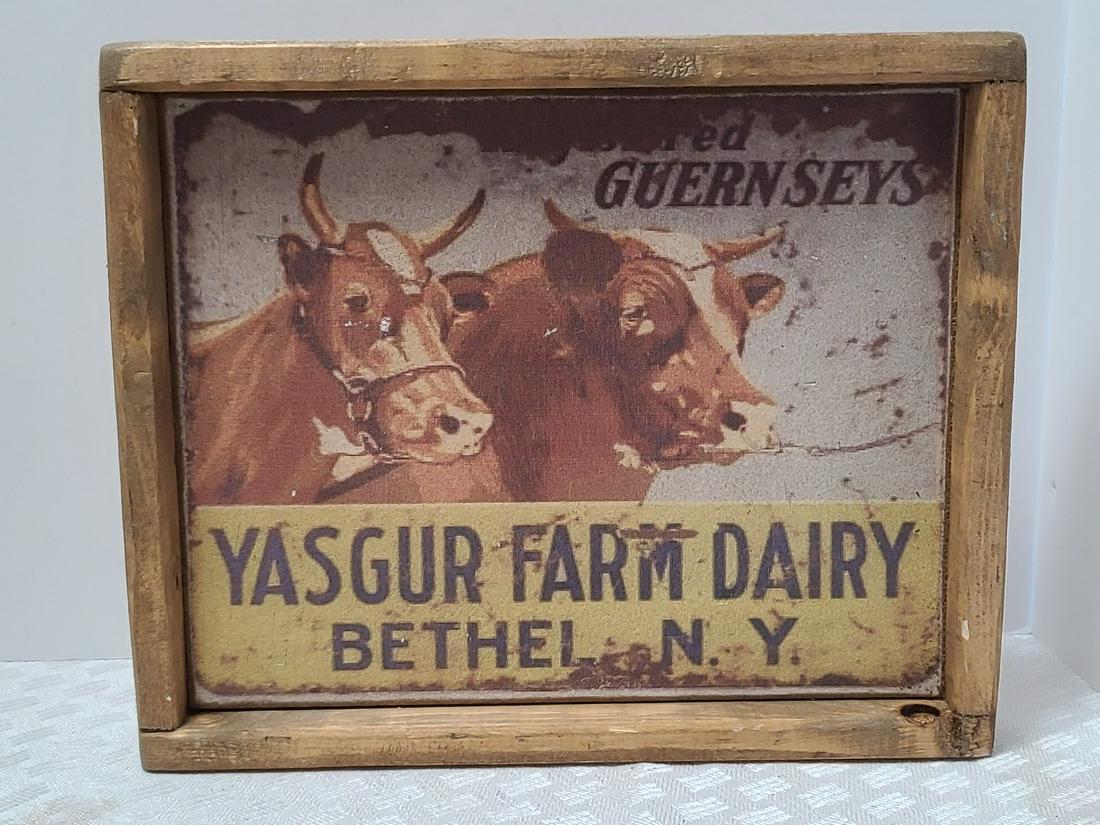 GUERNSEYS
YASGUR FARM DAIRY
BETHEL N. Y.